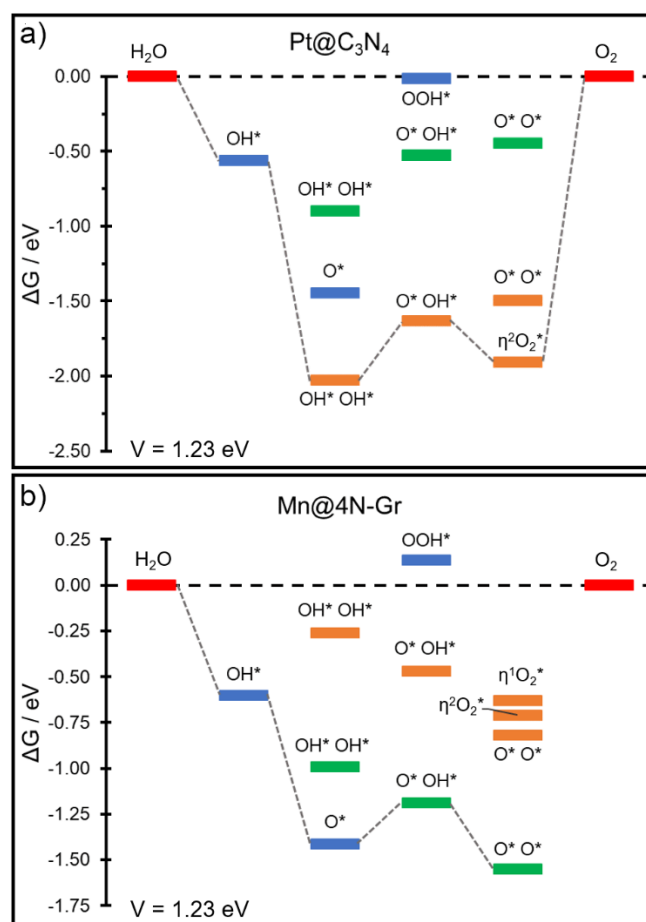 a)
Pt@C₃N₄
H₂O
O₂
0.00
OOH*
O* OH*
O* O*
OH*
-0.50
OH* OH*
-1.00
O*
O* O*
-1.50
O* OH*
η²O₂*
-2.00
OH* OH*
-2.50
V = 1.23 eV
ΔG / eV
b)
Mn@4N-Gr
0.25
OOH*
H₂O
O₂
0.00
OH* OH*
-0.25
O* OH*
-0.50
OH*
η¹O₂*
η²O₂*
-0.75
O* O*
OH* OH*
-1.00
O* OH*
-1.25
O*
O* O*
-1.50
-1.75
V = 1.23 eV
ΔG / eV